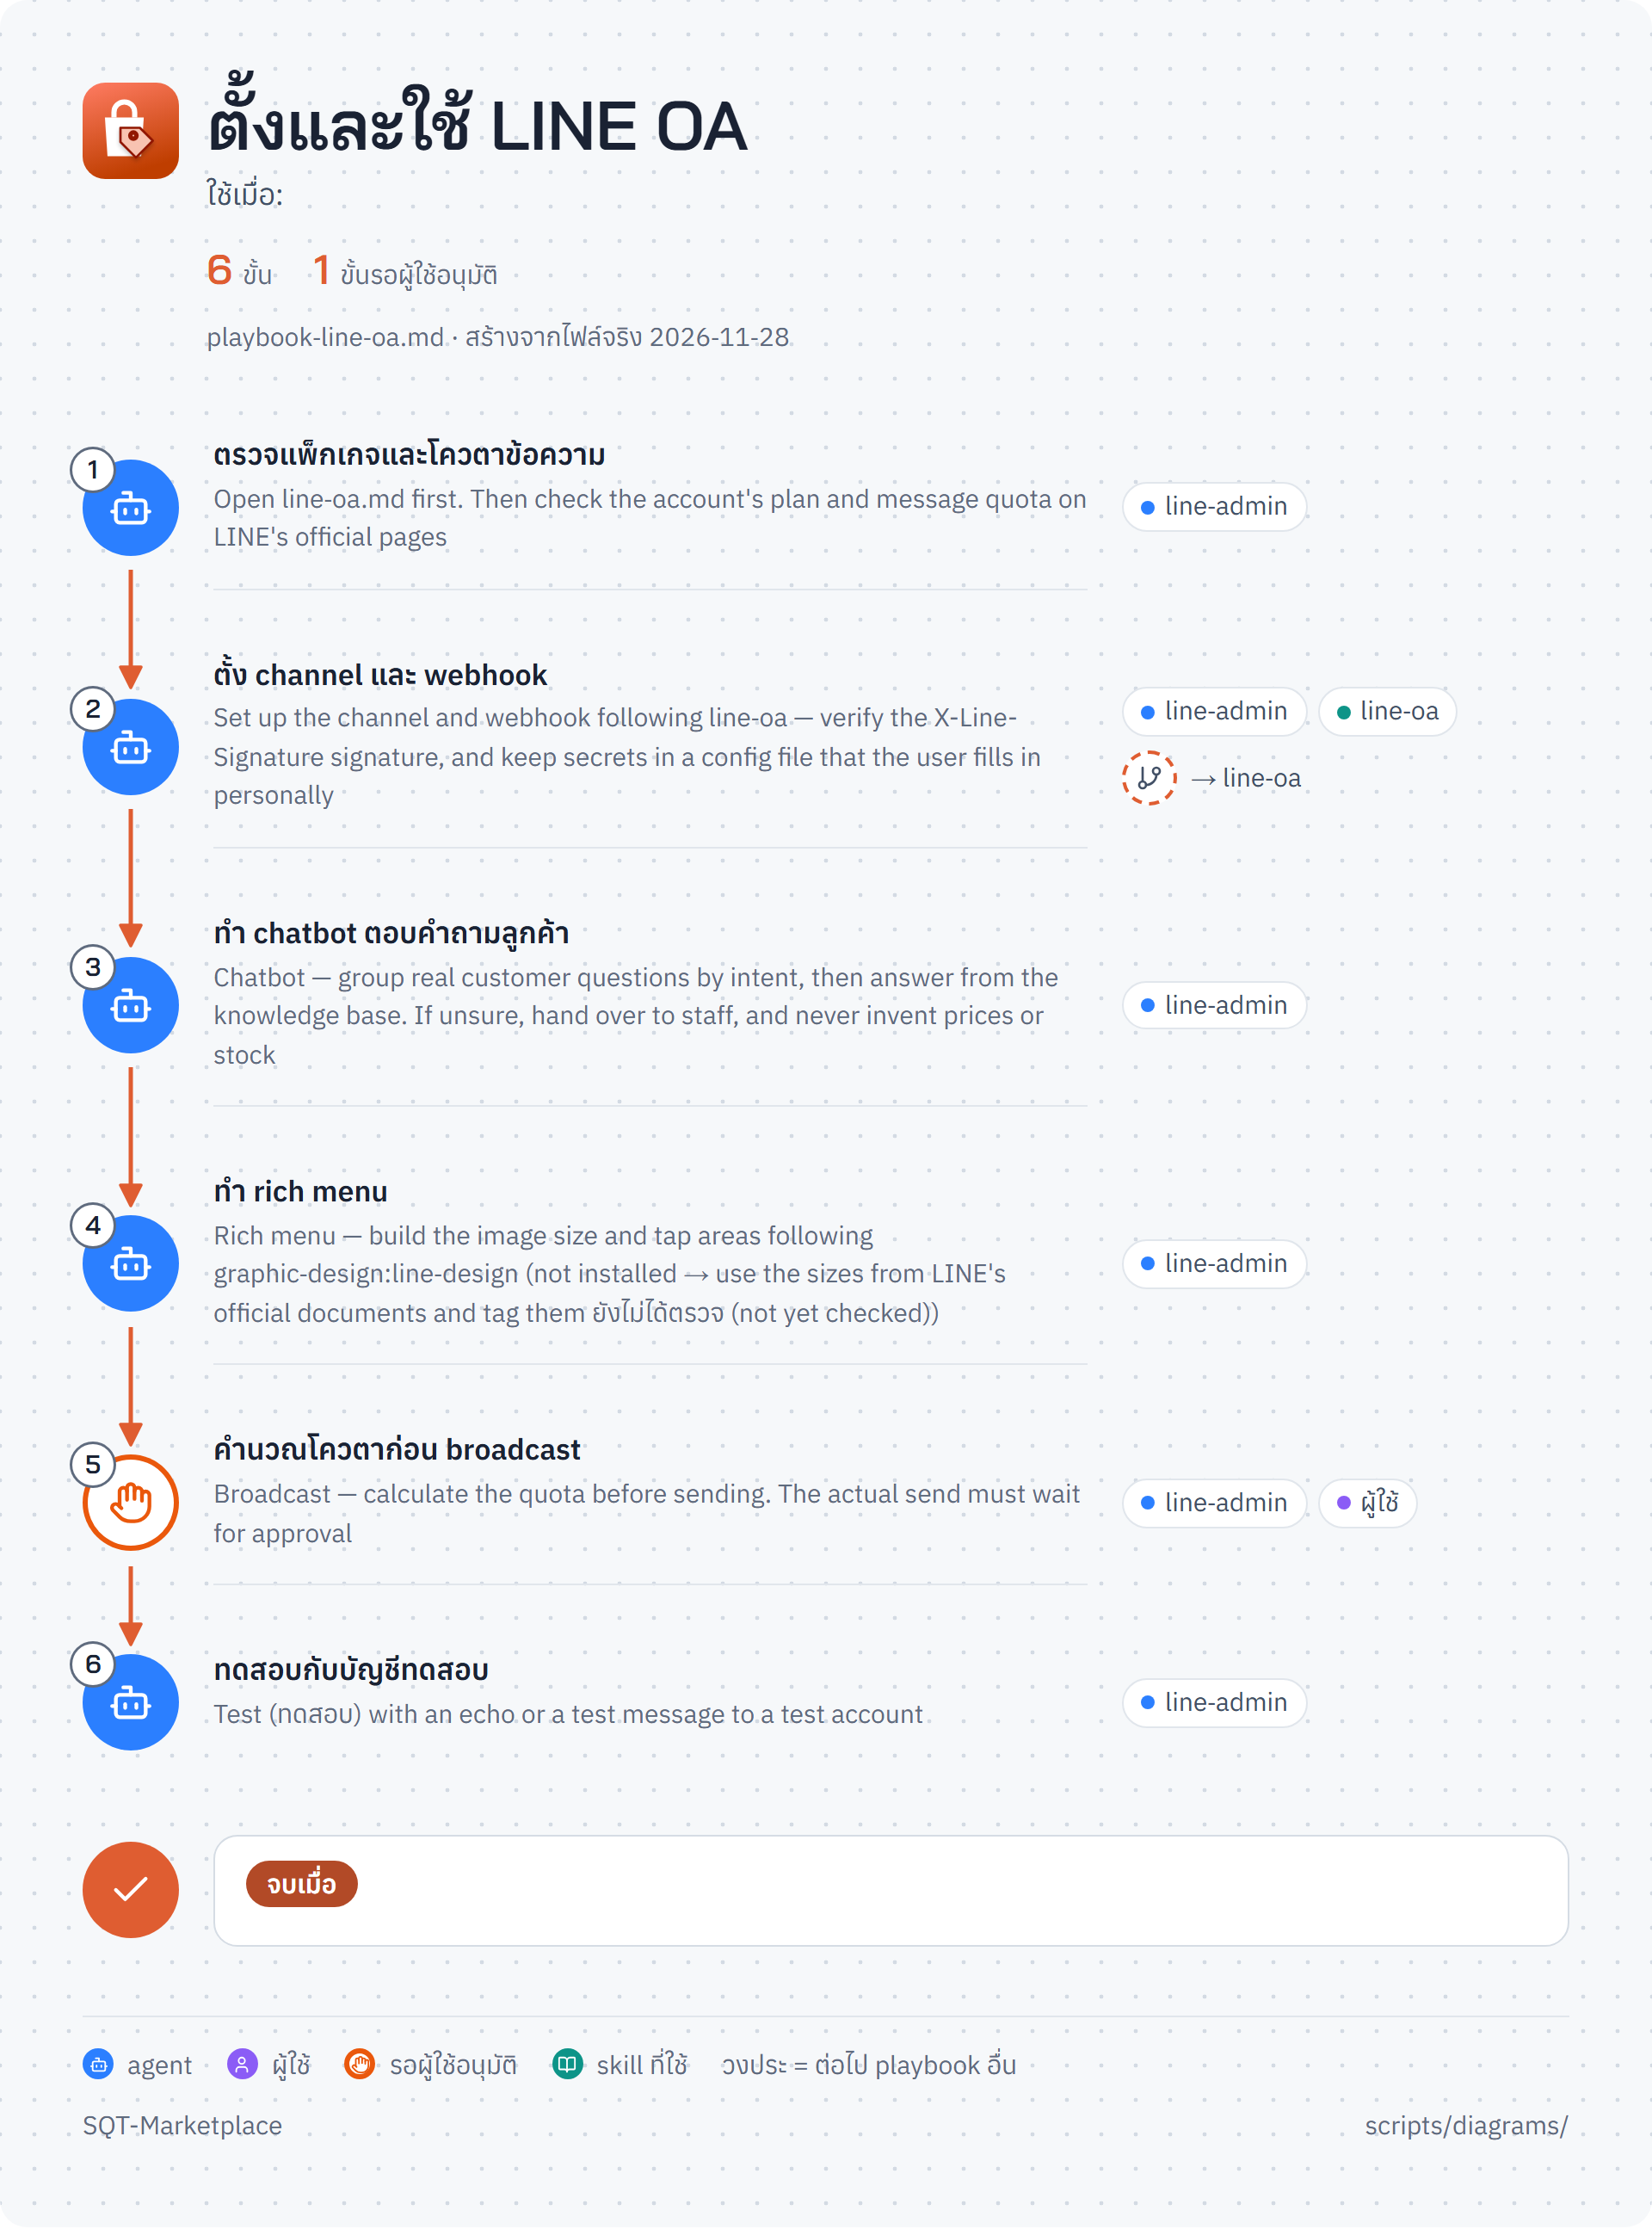 ตั้งและใช้ LINE OA
ใช้เมื่อ:
6 ขั้น 1 ขั้นรอผู้ใช้อนุมัติ
playbook-line-oa.md · สร้างจากไฟล์จริง 2026-11-28
1
ตรวจแพ็กเกจและโควตาข้อความ
Open line-oa.md first. Then check the account's plan and message quota on
LINE's official pages
line-admin
2
ตั้ง channel และ webhook
Set up the channel and webhook following line-oa — verify the X-Line-
Signature signature, and keep secrets in a config file that the user fills in
personally
line-admin line-oa
→ line-oa
3
ทำ chatbot ตอบคำถามลูกค้า
Chatbot — group real customer questions by intent, then answer from the
knowledge base. If unsure, hand over to staff, and never invent prices or
stock
line-admin
4
ทำ rich menu
Rich menu — build the image size and tap areas following
graphic-design:line-design (not installed → use the sizes from LINE's
official documents and tag them ยังไม่ได้ตรวจ (not yet checked))
line-admin
5
คำนวณโควตาก่อน broadcast
Broadcast — calculate the quota before sending. The actual send must wait
for approval
line-admin ผู้ใช้
6
ทดสอบกับบัญชีทดสอบ
Test (ทดสอบ) with an echo or a test message to a test account
line-admin
จบเมื่อ
agent ผู้ใช้ รอผู้ใช้อนุมัติ skill ที่ใช้ วงประ = ต่อไป playbook อื่น
SQT-Marketplace scripts/diagrams/